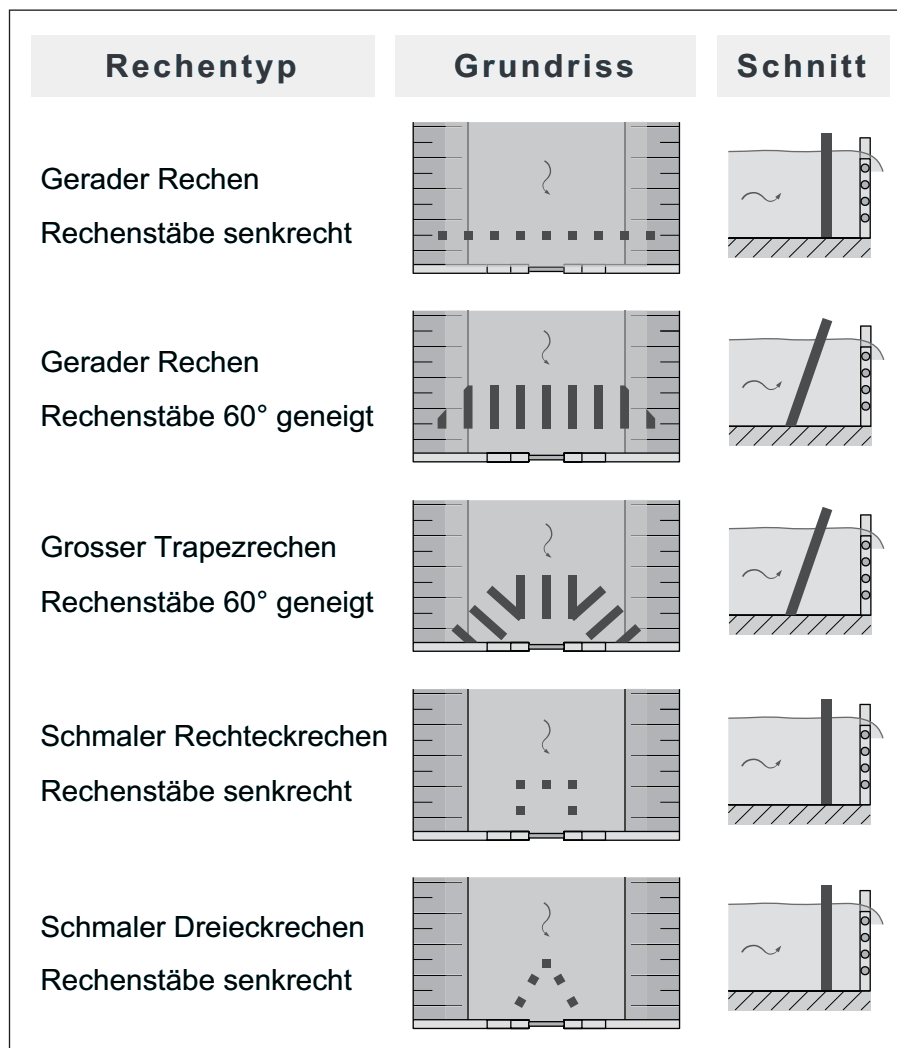 Rechentyp
Grundriss
Schnitt
Gerader Rechen
Rechenstäbe senkrecht
Gerader Rechen
Rechenstäbe 60° geneigt
Grosser Trapezrechen
Rechenstäbe 60° geneigt
Schmaler Rechteckrechen
Rechenstäbe senkrecht
Schmaler Dreieckrechen
Rechenstäbe senkrecht